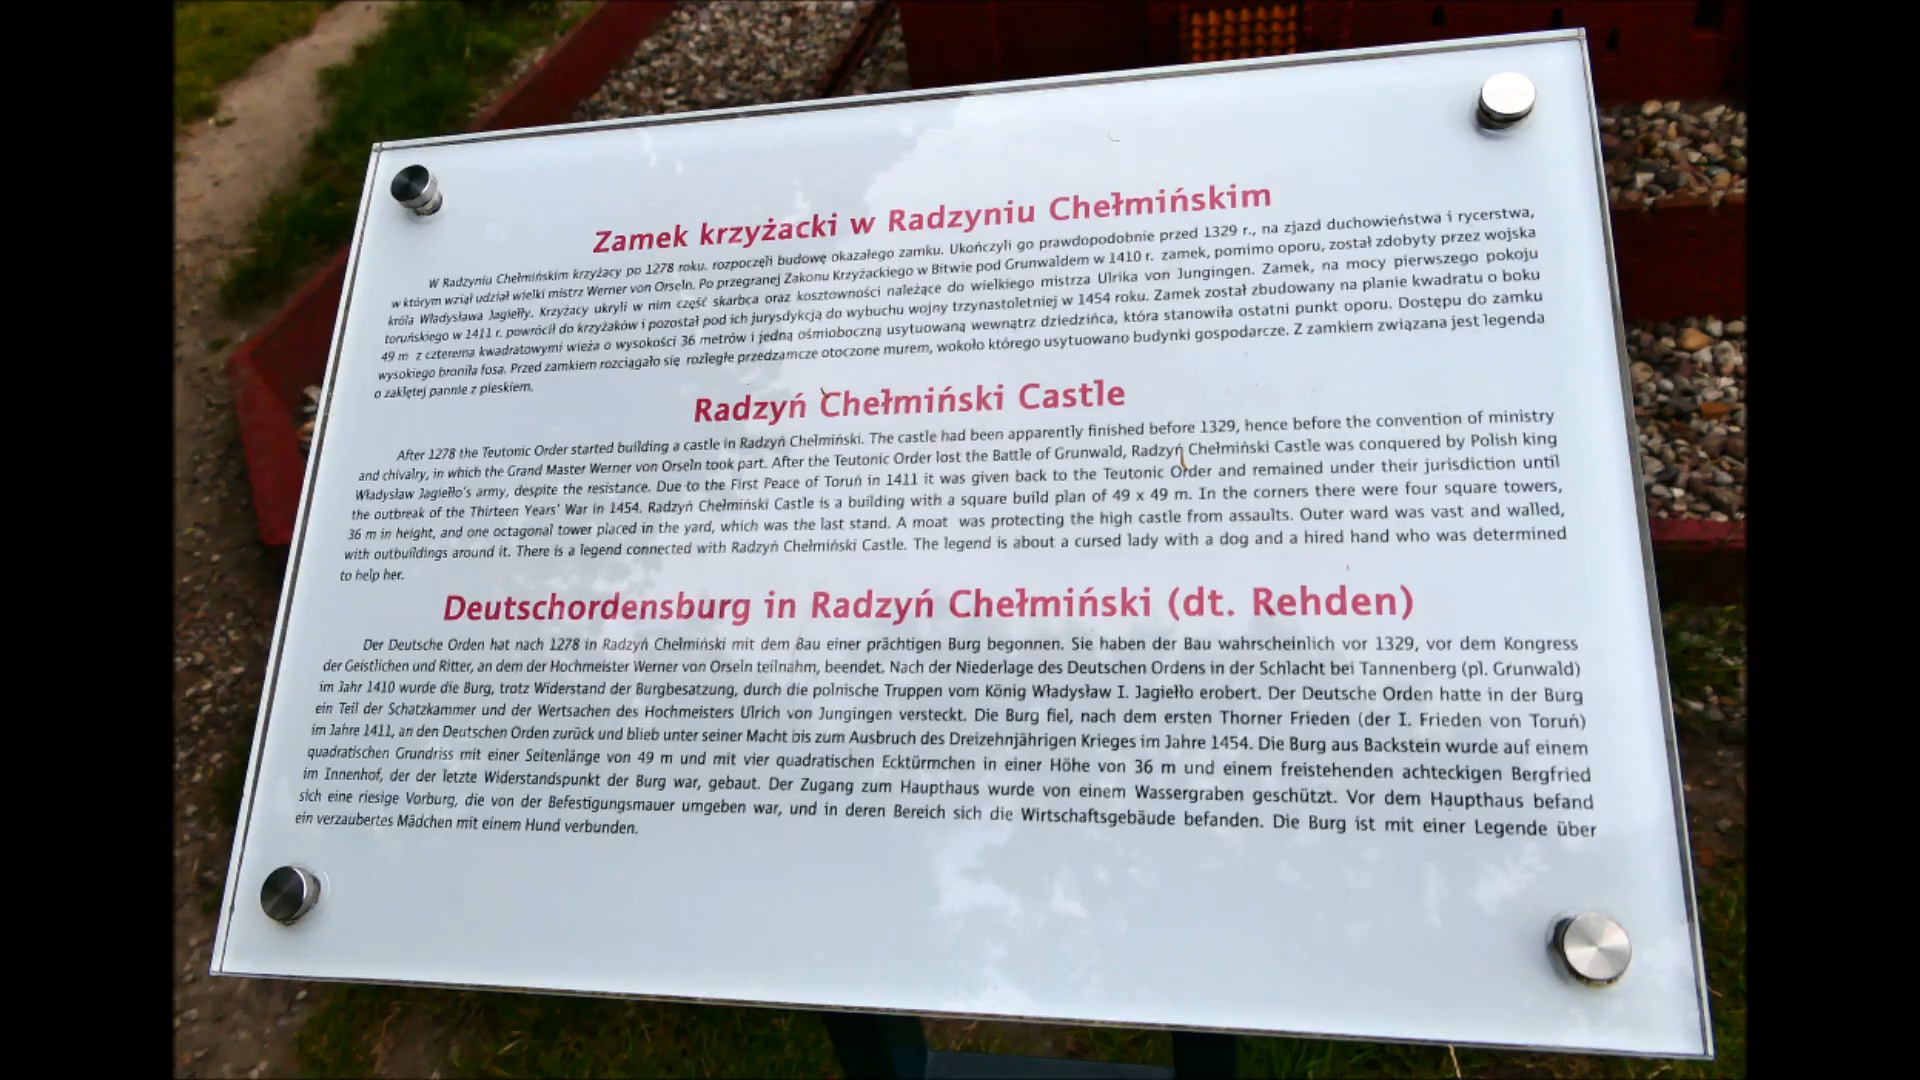 Zamek krzyżacki w Radzyniu Chełmińskim
W Radzyniu Chełmińskim krzyżacy po 1278 roku. rozpoczęli budowę okazałego zamku. Ukończyli go prawdopodobnie przed 1329 r., na zjazd duchowieństwa i rycerstwa,
w którym wziął udział wielki mistrz Werner von Orseln. Po przegranej Zakonu Krzyżackiego w Bitwie pod Grunwaldem w 1410 r. zamek, pomimo oporu, został zdobyty przez wojska
króla Władysława Jagiełły. Krzyżacy ukryli w nim część skarbca oraz kosztowności należące do wielkiego mistrza Ulrika von Jungingen. Zamek, na mocy pierwszego pokoju
toruńskiego w 1411 r. powrócił do krzyżaków i pozostał pod ich jurysdykcją do wybuchu wojny trzynastoletniej w 1454 roku. Zamek został zbudowany na planie kwadratu o boku
49 m z czterema kwadratowymi wieża o wysokości 36 metrów i jedną ośmioboczną usytuowaną wewnątrz dziedzińca, która stanowiła ostatni punkt oporu. Dostępu do zamku
wysokiego broniła fosa. Przed zamkiem rozciągało się rozległe przedzamcze otoczone murem, wokoło którego usytuowano budynki gospodarcze. Z zamkiem związana jest legenda
o zaklętej pannie z pieskiem.
Radzyń Chełmiński Castle
After 1278 the Teutonic Order started building a castle in Radzyń Chełmiński. The castle had been apparently finished before 1329, hence before the convention of ministry
and chivalry, in which the Grand Master Werner von Orseln took part. After the Teutonic Order lost the Battle of Grunwald, Radzyń Chełmiński Castle was conquered by Polish king
Władysław Jagiełło's army, despite the resistance. Due to the First Peace of Toruń in 1411 it was given back to the Teutonic Order and remained under their jurisdiction until
the outbreak of the Thirteen Years' War in 1454. Radzyń Chełmiński Castle is a building with a square build plan of 49 x 49 m. In the corners there were four square towers,
36 m in height, and one octagonal tower placed in the yard, which was the last stand. A moat was protecting the high castle from assaults. Outer ward was vast and walled,
with outbuildings around it. There is a legend connected with Radzyń Chełmiński Castle. The legend is about a cursed lady with a dog and a hired hand who was determined
to help her.
Deutschordensburg in Radzyń Chełmiński (dt. Rehden)
Der Deutsche Orden hat nach 1278 in Radzyń Chełmiński mit dem Bau einer prächtigen Burg begonnen. Sie haben der Bau wahrscheinlich vor 1329, vor dem Kongress
der Geistlichen und Ritter, an dem der Hochmeister Werner von Orseln teilnahm, beendet. Nach der Niederlage des Deutschen Ordens in der Schlacht bei Tannenberg (pl. Grunwald)
im Jahr 1410 wurde die Burg, trotz Widerstand der Burgbesatzung, durch die polnische Truppen vom König Władysław I. Jagiełło erobert. Der Deutsche Orden hatte in der Burg
ein Teil der Schatzkammer und der Wertsachen des Hochmeisters Ulrich von Jungingen versteckt. Die Burg fiel, nach dem ersten Thorner Frieden (der I. Frieden von Toruń)
im Jahre 1411, an den Deutschen Orden zurück und blieb unter seiner Macht bis zum Ausbruch des Dreizehnjährigen Krieges im Jahre 1454. Die Burg aus Backstein wurde auf einem
quadratischen Grundriss mit einer Seitenlänge von 49 m und mit vier quadratischen Ecktürmchen in einer Höhe von 36 m und einem freistehenden achteckigen Bergfried
im Innenhof, der der letzte Widerstandspunkt der Burg war, gebaut. Der Zugang zum Haupthaus wurde von einem Wassergraben geschützt. Vor dem Haupthaus befand
sich eine riesige Vorburg, die von der Befestigungsmauer umgeben war, und in deren Bereich sich die Wirtschaftsgebäude befanden. Die Burg ist mit einer Legende über
ein verzaubertes Mädchen mit einem Hund verbunden.